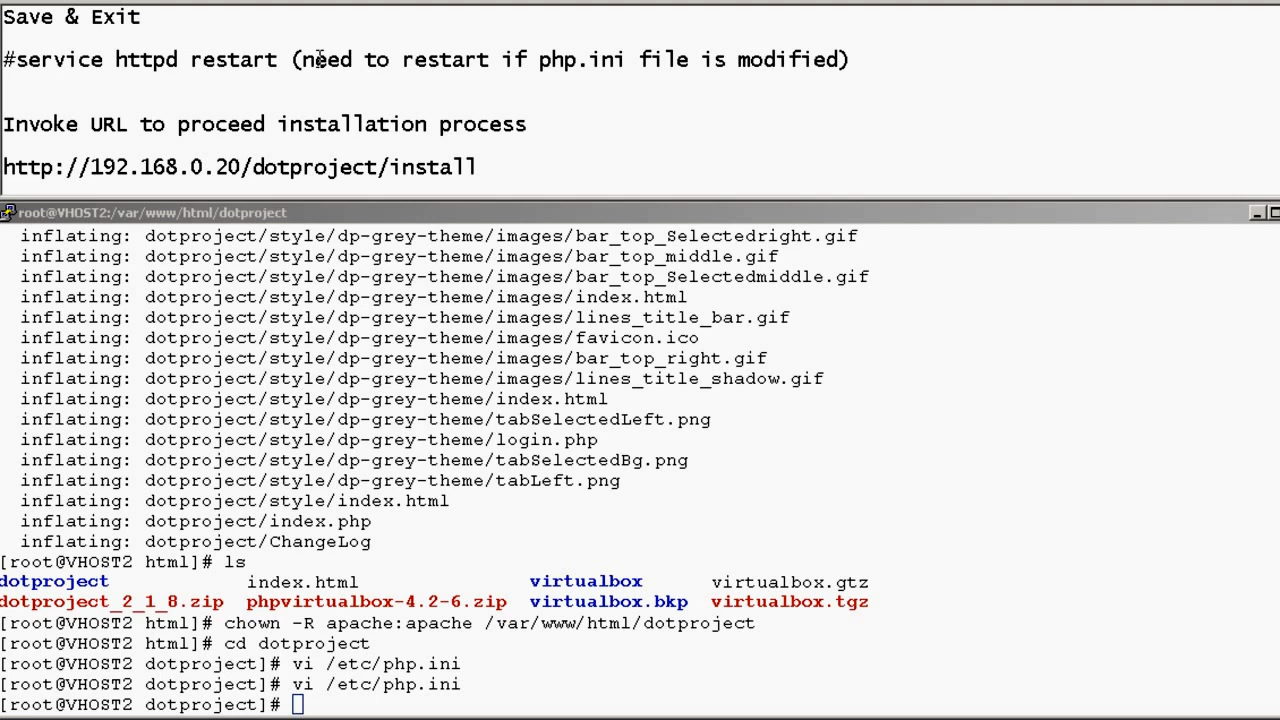 Save & Exit
#service httpd restart (need to restart if php.ini file is modified)
Invoke URL to proceed installation process
http://192.168.0.20/dotproject/install
root@VHOST2:/var/www/html/dotproject
inflating: dotproject/style/dp-grey-theme/images/bar_top_Selectedright.gif
inflating: dotproject/style/dp-grey-theme/images/bar_top_middle.gif
inflating: dotproject/style/dp-grey-theme/images/bar_top_Selectedmiddle.gif
inflating: dotproject/style/dp-grey-theme/images/index.html
inflating: dotproject/style/dp-grey-theme/images/lines_title_bar.gif
inflating: dotproject/style/dp-grey-theme/images/favicon.ico
inflating: dotproject/style/dp-grey-theme/images/bar_top_right.gif
inflating: dotproject/style/dp-grey-theme/images/lines_title_shadow.gif
inflating: dotproject/style/dp-grey-theme/index.html
inflating: dotproject/style/dp-grey-theme/tabSelectedLeft.png
inflating: dotproject/style/dp-grey-theme/login.php
inflating: dotproject/style/dp-grey-theme/tabSelectedBg.png
inflating: dotproject/style/dp-grey-theme/tabLeft.png
inflating: dotproject/style/index.html
inflating: dotproject/index.php
inflating: dotproject/ChangeLog
[root@VHOST2 html]# ls
dotproject index.html virtualbox virtualbox.gtz
dotproject_2_1_8.zip phpvirtualbox-4.2-6.zip virtualbox.bkp virtualbox.tgz
[root@VHOST2 html]# chown -R apache:apache /var/www/html/dotproject
[root@VHOST2 html]# cd dotproject
[root@VHOST2 dotproject]# vi /etc/php.ini
[root@VHOST2 dotproject]# vi /etc/php.ini
[root@VHOST2 dotproject]#